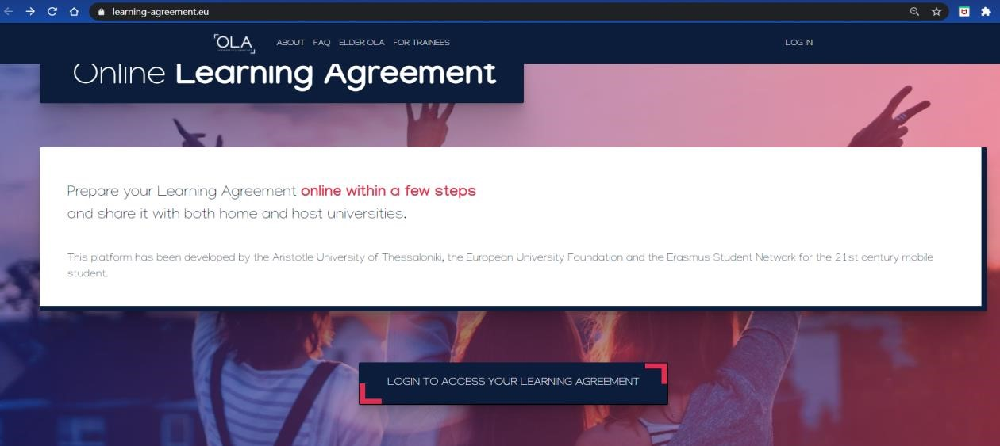 learning-agreement.eu
OLA
ABOUT FAQ ELDER OLA FOR TRAINEES
LOG IN
Online Learning Agreement
Prepare your Learning Agreement online within a few steps
and share it with both home and host universities.
This platform has been developed by the Aristotle University of Thessaloniki, the European University Foundation and the Erasmus Student Network for the 21st century mobile
student.
LOGIN TO ACCESS YOUR LEARNING AGREEMENT